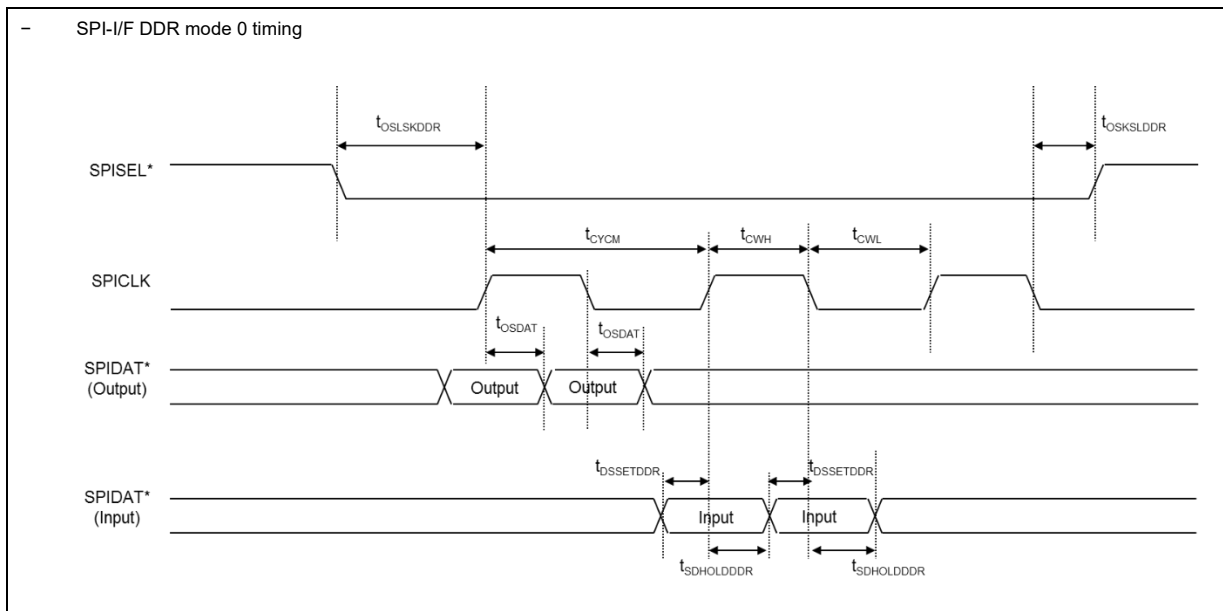 − SPI-I/F DDR mode 0 timing
tOSLSKDDR
tOSKSLDDR
SPISEL*
tCYCM
tCWH
tCWL
SPICLK
tOSDAT
tOSDAT
SPIDAT*
(Output)
Output
Output
tDSSETDDR
tDSSETDDR
SPIDAT*
(Input)
Input
Input
tSDHOLDDDR
tSDHOLDDDR